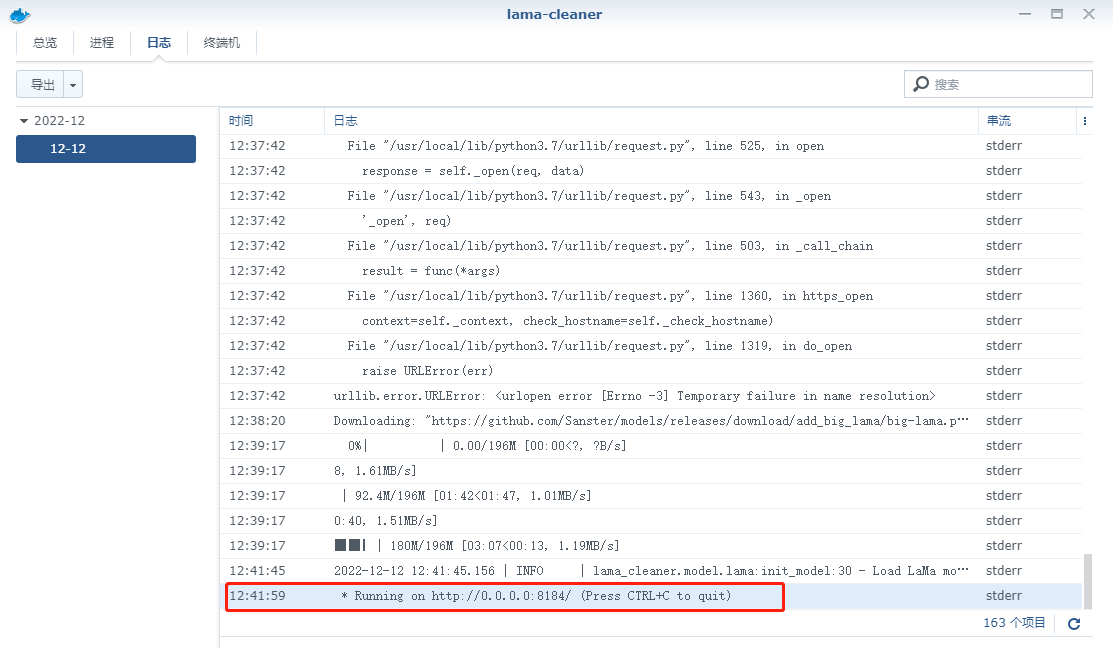 lama-cleaner
总览 进程 日志 终端机
导出 搜索
2022-12
12-12
时间 日志 串流
12:37:42 File "/usr/local/lib/python3.7/urllib/request.py", line 525, in open stderr
12:37:42 response = self._open(req, data) stderr
12:37:42 File "/usr/local/lib/python3.7/urllib/request.py", line 543, in _open stderr
12:37:42 '_open', req) stderr
12:37:42 File "/usr/local/lib/python3.7/urllib/request.py", line 503, in _call_chain stderr
12:37:42 result = func(*args) stderr
12:37:42 File "/usr/local/lib/python3.7/urllib/request.py", line 1360, in https_open stderr
12:37:42 context=self._context, check_hostname=self._check_hostname) stderr
12:37:42 File "/usr/local/lib/python3.7/urllib/request.py", line 1319, in do_open stderr
12:37:42 raise URLError(err) stderr
12:37:42 urllib.error.URLError: <urlopen error [Errno -3] Temporary failure in name resolution> stderr
12:38:20 Downloading: "https://github.com/Sanster/models/releases/download/add_big_lama/big-lama.p··· stderr
12:39:17 0%| | 0.00/196M [00:00<?, ?B/s] stderr
12:39:17 8, 1.61MB/s] stderr
12:39:17 | 92.4M/196M [01:42<01:47, 1.01MB/s] stderr
12:39:17 0:40, 1.51MB/s] stderr
12:39:17 ██▎ | 180M/196M [03:07<00:13, 1.19MB/s] stderr
12:41:45 2022-12-12 12:41:45.156 | INFO | lama_cleaner.model.lama:init_model:30 - Load LaMa mo··· stderr
12:41:59 * Running on http://0.0.0.0:8184/ (Press CTRL+C to quit) stderr
163 个项目